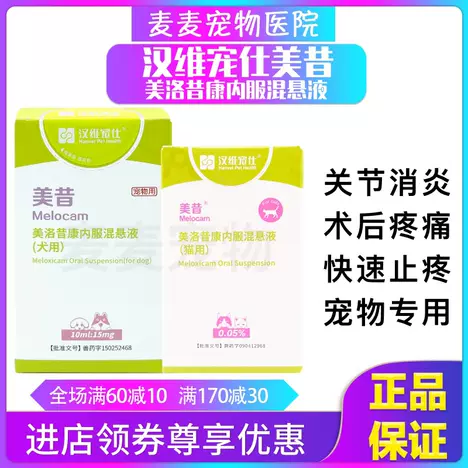 麦麦宠物医院
汉维宠仕美昔
美洛昔康内服混悬液
汉维宠仕
Hanvet Pet Health
宠物用
美昔
Melocam
美洛昔康内服混悬液
(犬用)
Meloxicam Oral Suspension(for dog)
10ml:15mg
【批准文号】兽药字150252468
汉维宠仕
Hanvet Pet Health
美昔
Melocam
美洛昔康内服混悬液
(猫用)
Meloxicam Oral Suspension
0.05%
关节消炎
术后疼痛
快速止疼
宠物专用
麦麦宠物
全场满60减10 满170减30
进店领券尊享优惠
正品
保证